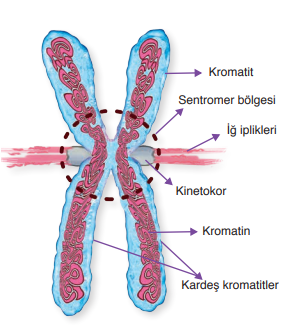 Kromatit
Sentromer bölgesi
İğ iplikleri
Kinetokor
Kromatin
Kardeş kromatitler